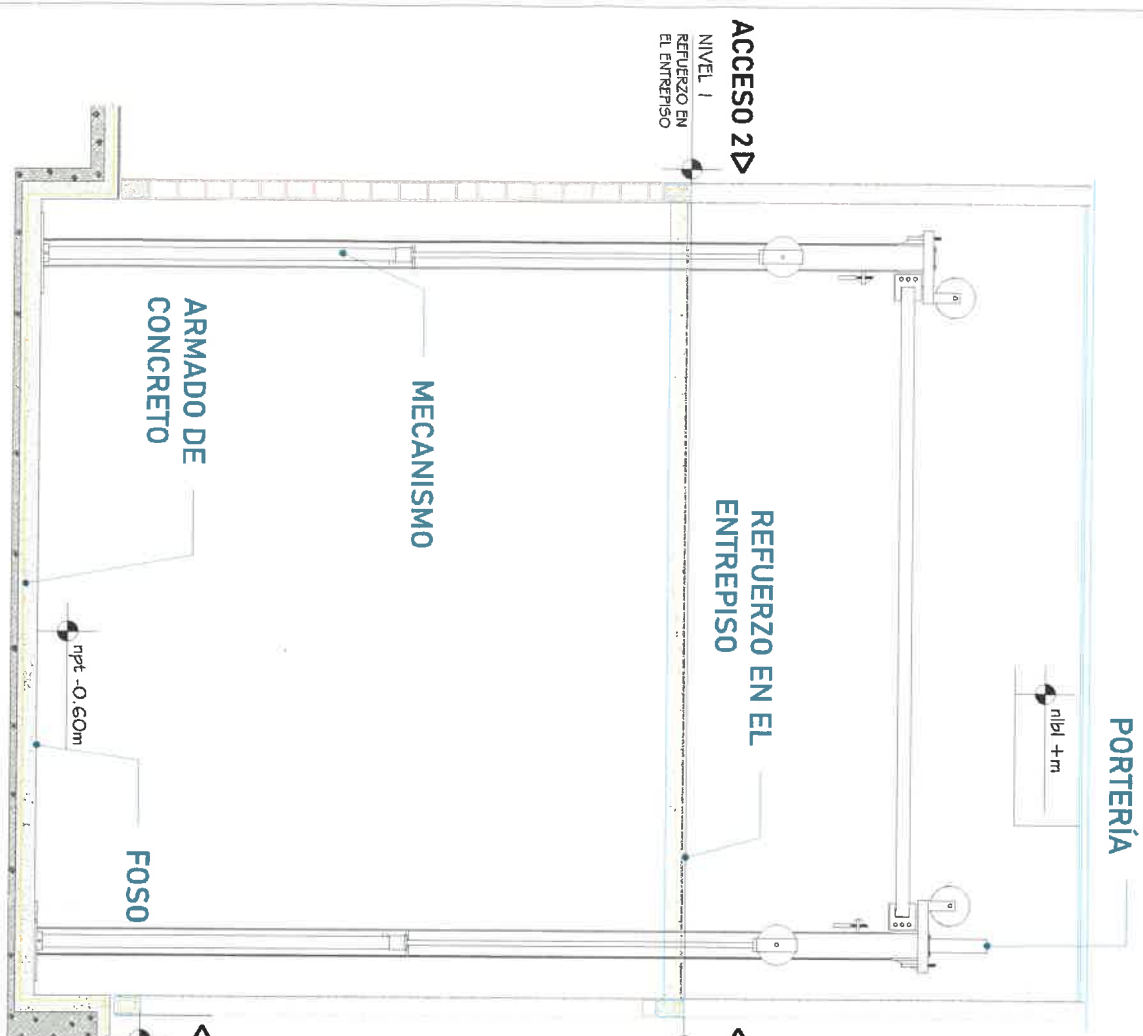 ACCESO 2
NIVEL 1
REFUERZO EN
EL ENTREPISO
PORTERÍA
nlbl +m
REFUERZO EN EL
ENTREPISO
MECANISMO
ARMADO DE
CONCRETO
npt -0.60m
FOSO